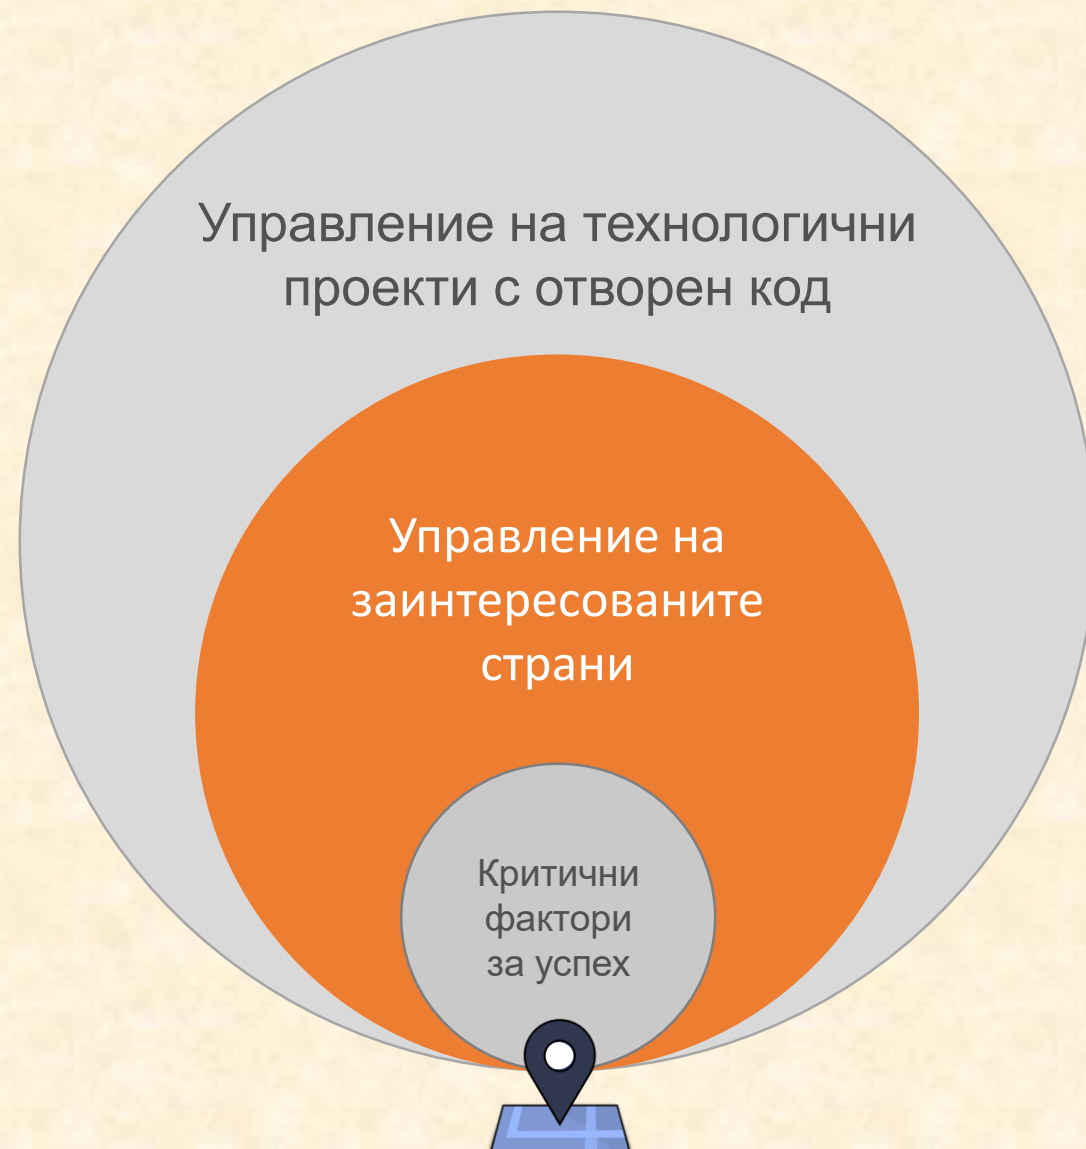 Управление на технологични
проекти с отворен код
Управление на
заинтересованите
страни
Критични
фактори
за успех